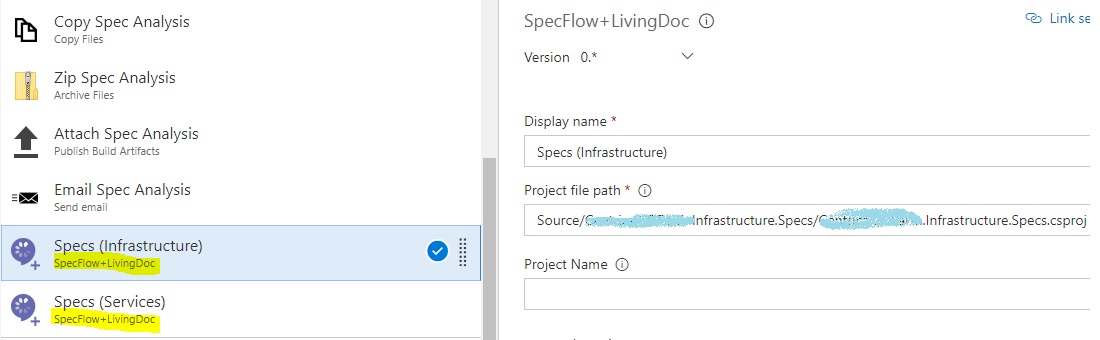 Copy Spec Analysis
Copy Files
Zip Spec Analysis
Archive Files
Attach Spec Analysis
Publish Build Artifacts
Email Spec Analysis
Send email
Specs (Infrastructure)
SpecFlow+LivingDoc
Specs (Services)
SpecFlow+LivingDoc
SpecFlow+LivingDoc
Link se
Version 0.*
Display name *
Specs (Infrastructure)
Project file path *
Source/ Infrastructure.Specs/ .Infrastructure.Specs.csproj
Project Name